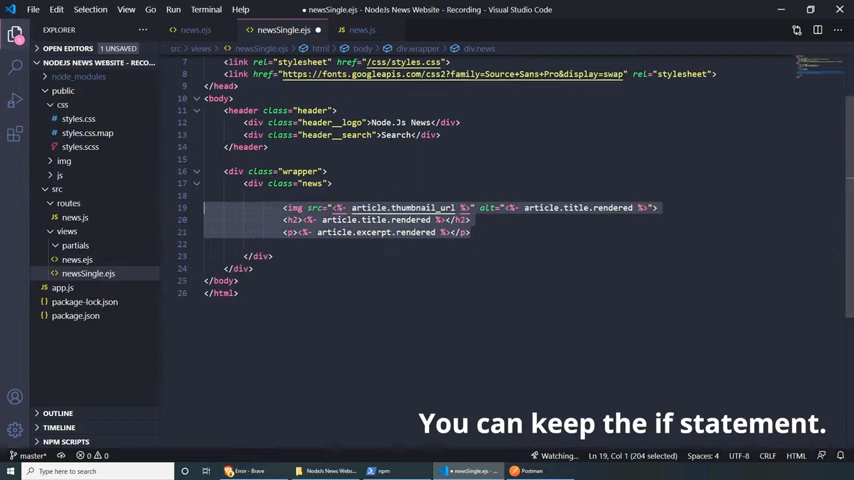 File Edit Selection View Go Run Terminal Help
● newsSingle.ejs - NodeJs News Website - Recording - Visual Studio Code
EXPLORER
news.ejs
newsSingle.ejs ●
news.js
src > views > newsSingle.ejs > html > body > div.wrapper > div.news
OPEN EDITORS 1 UNSAVED
NODEJS NEWS WEBSITE - RECO...
node_modules
public
css
styles.css
styles.css.map
styles.scss
img
js
src
routes
news.js
views
partials
news.ejs
newsSingle.ejs
app.js
package-lock.json
package.json
OUTLINE
TIMELINE
NPM SCRIPTS
7 <link rel="stylesheet" href="/css/styles.css">
8 <link href="https://fonts.googleapis.com/css2?family=Source+Sans+Pro&display=swap" rel="stylesheet">
9 </head>
10 <body>
11 <header class="header">
12 <div class="header__logo">Node.Js News</div>
13 <div class="header__search">Search</div>
14 </header>
15
16 <div class="wrapper">
17 <div class="news">
18
19 <img src="<%- article.thumbnail_url %>" alt="<%- article.title.rendered %>">
20 <h2><%- article.title.rendered %></h2>
21 <p><%- article.excerpt.rendered %></p>
22
23 </div>
24 </div>
25 </body>
26 </html>
You can keep the if statement.
master* 0 0 Watching... Ln 19, Col 1 (204 selected) Spaces: 4 UTF-8 CRLF HTML
Type here to search
Error - Brave
NodeJs News Webs...
npm
● newsSingle.ejs - ...
Postman